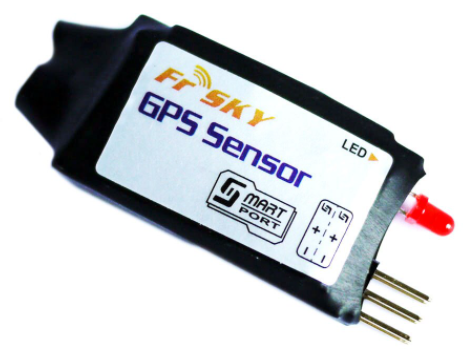 FrSKY
GPS Sensor
LED
SMART
PORT
S S
+ +
- -